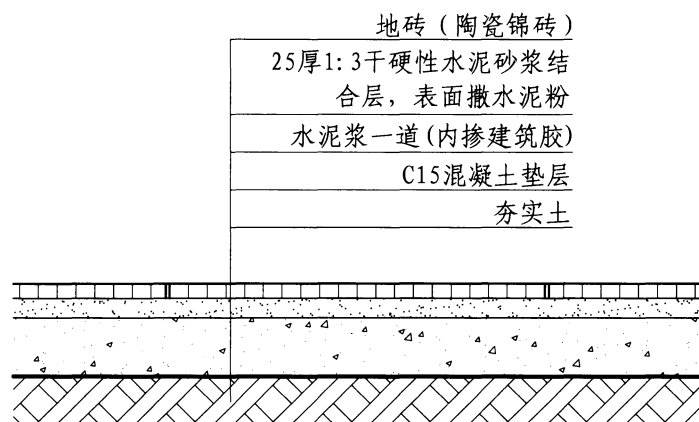 地砖(陶瓷锦砖)
25厚1:3干硬性水泥砂浆结
合层，表面撒水泥粉
水泥浆一道(内掺建筑胶)
C15混凝土垫层
夯实土